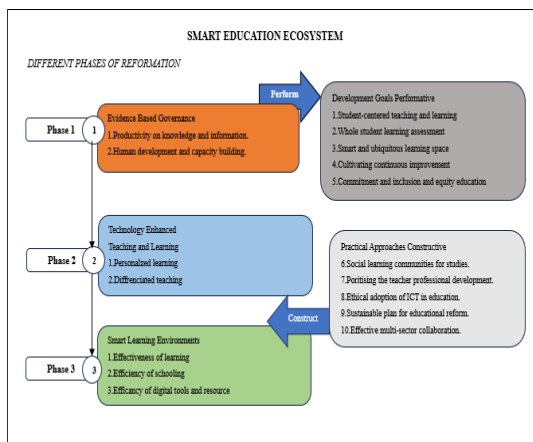 SMART EDUCATION ECOSYSTEM
DIFFERENT PHASES OF REFORMATION
Perform
Phase 1
1
Evidence Based Governance
1.Productivity on knowledge and information.
2.Human development and capacity building.
Development Goals Performative
1.Student-centered teaching and learning
2.Whole student learning assessment
3.Smart and ubiquitous learning space
4.Cultivating continuous improvement
5.Commitment and inclusion and equity education
Phase 2
2
Technology Enhanced
Teaching and Learning
1.Personalized learning
2.Diffrenciated teaching
Practical Approaches Constructive
6.Social learning communities for studies.
7.Poritising the teacher professional development.
8.Ethical adoption of ICT in education.
9.Sustainable plan for educational reform.
10.Effective multi-sector collaboration.
Construct
Phase 3
3
Smart Learning Environments
1.Effectiveness of learning
2.Efficiency of schooling
3.Efficancy of digital tools and resource